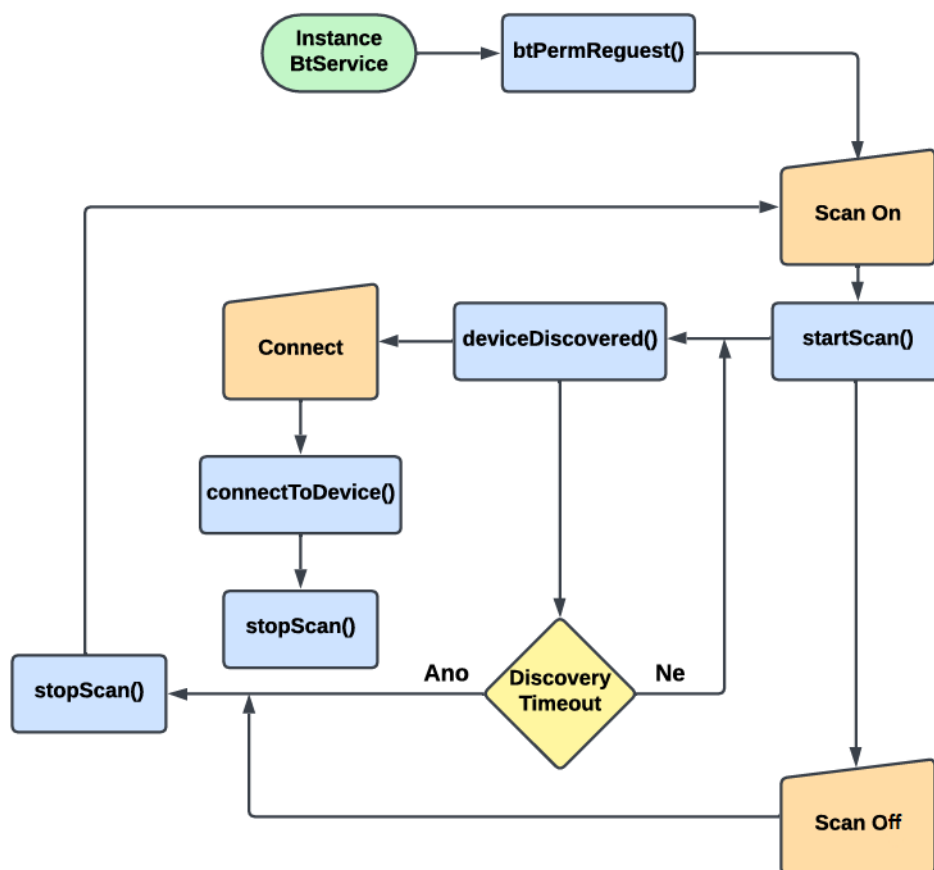 Instance
BtService
btPermReguest()
Scan On
Connect
deviceDiscovered()
startScan()
connectToDevice()
stopScan()
stopScan()
Ano
Discovery
Timeout
Ne
Scan Off